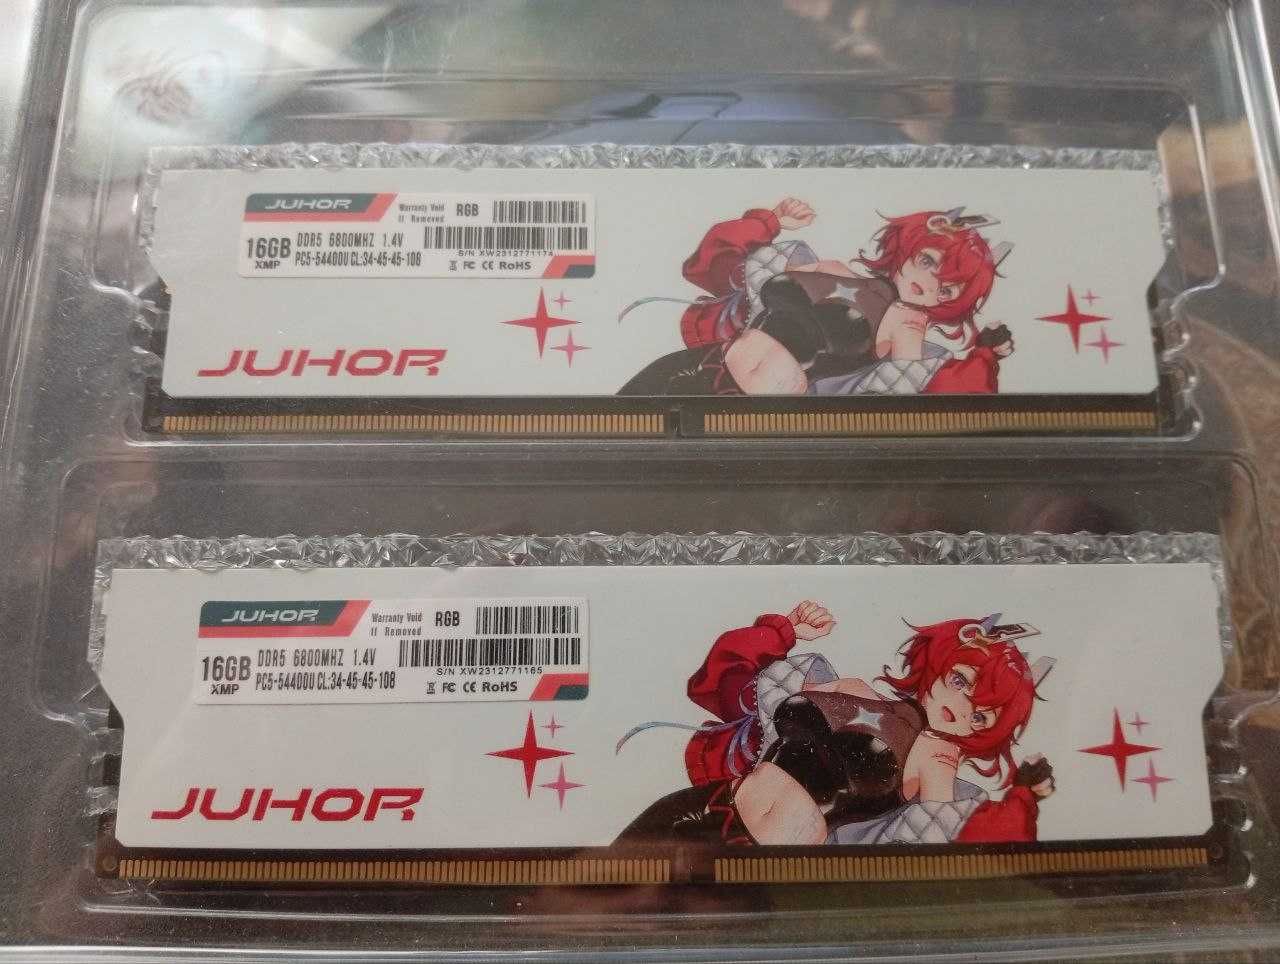 JUHOR
Warranty Void
If Removed
RGB
16GB
XMP
DDR5 6800MHZ 1.4V
PC5-54400U CL:34-45-45-108
S/N XW2312771174
FC CE RoHS
JUHOR
JUHOR
Warranty Void
If Removed
RGB
16GB
XMP
DDR5 6800MHZ 1.4V
PC5-54400U CL:34-45-45-108
S/N XW2312771165
FC CE RoHS
JUHOR